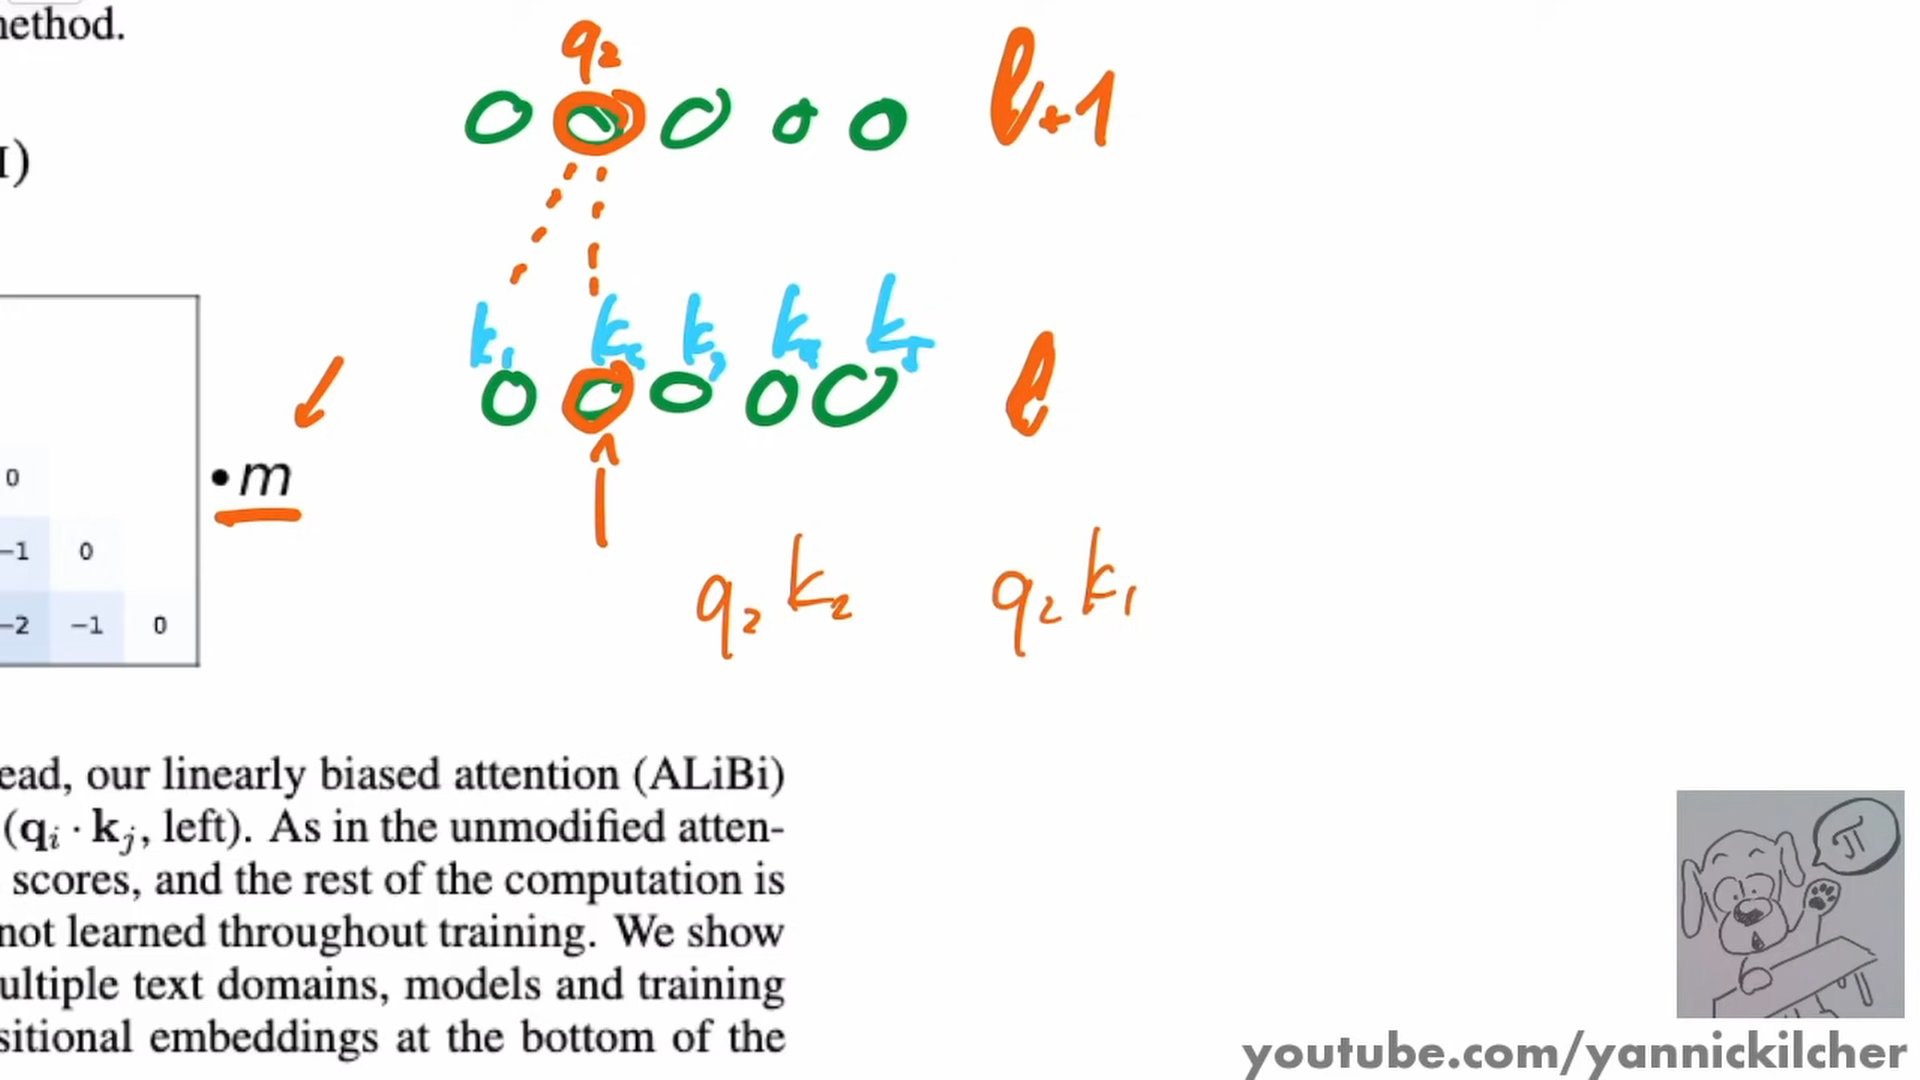 method.
q₂
l+1
I)
k₁ k₂ k₃ k₄ k₅
l
0
• m
−1 0
−2 −1 0
q₂ k₂ q₂ k₁
ead, our linearly biased attention (ALiBi)
(qᵢ · kⱼ, left). As in the unmodified atten-
scores, and the rest of the computation is
not learned throughout training. We show
ultiple text domains, models and training
sitional embeddings at the bottom of the
π
youtube.com/yannickilcher